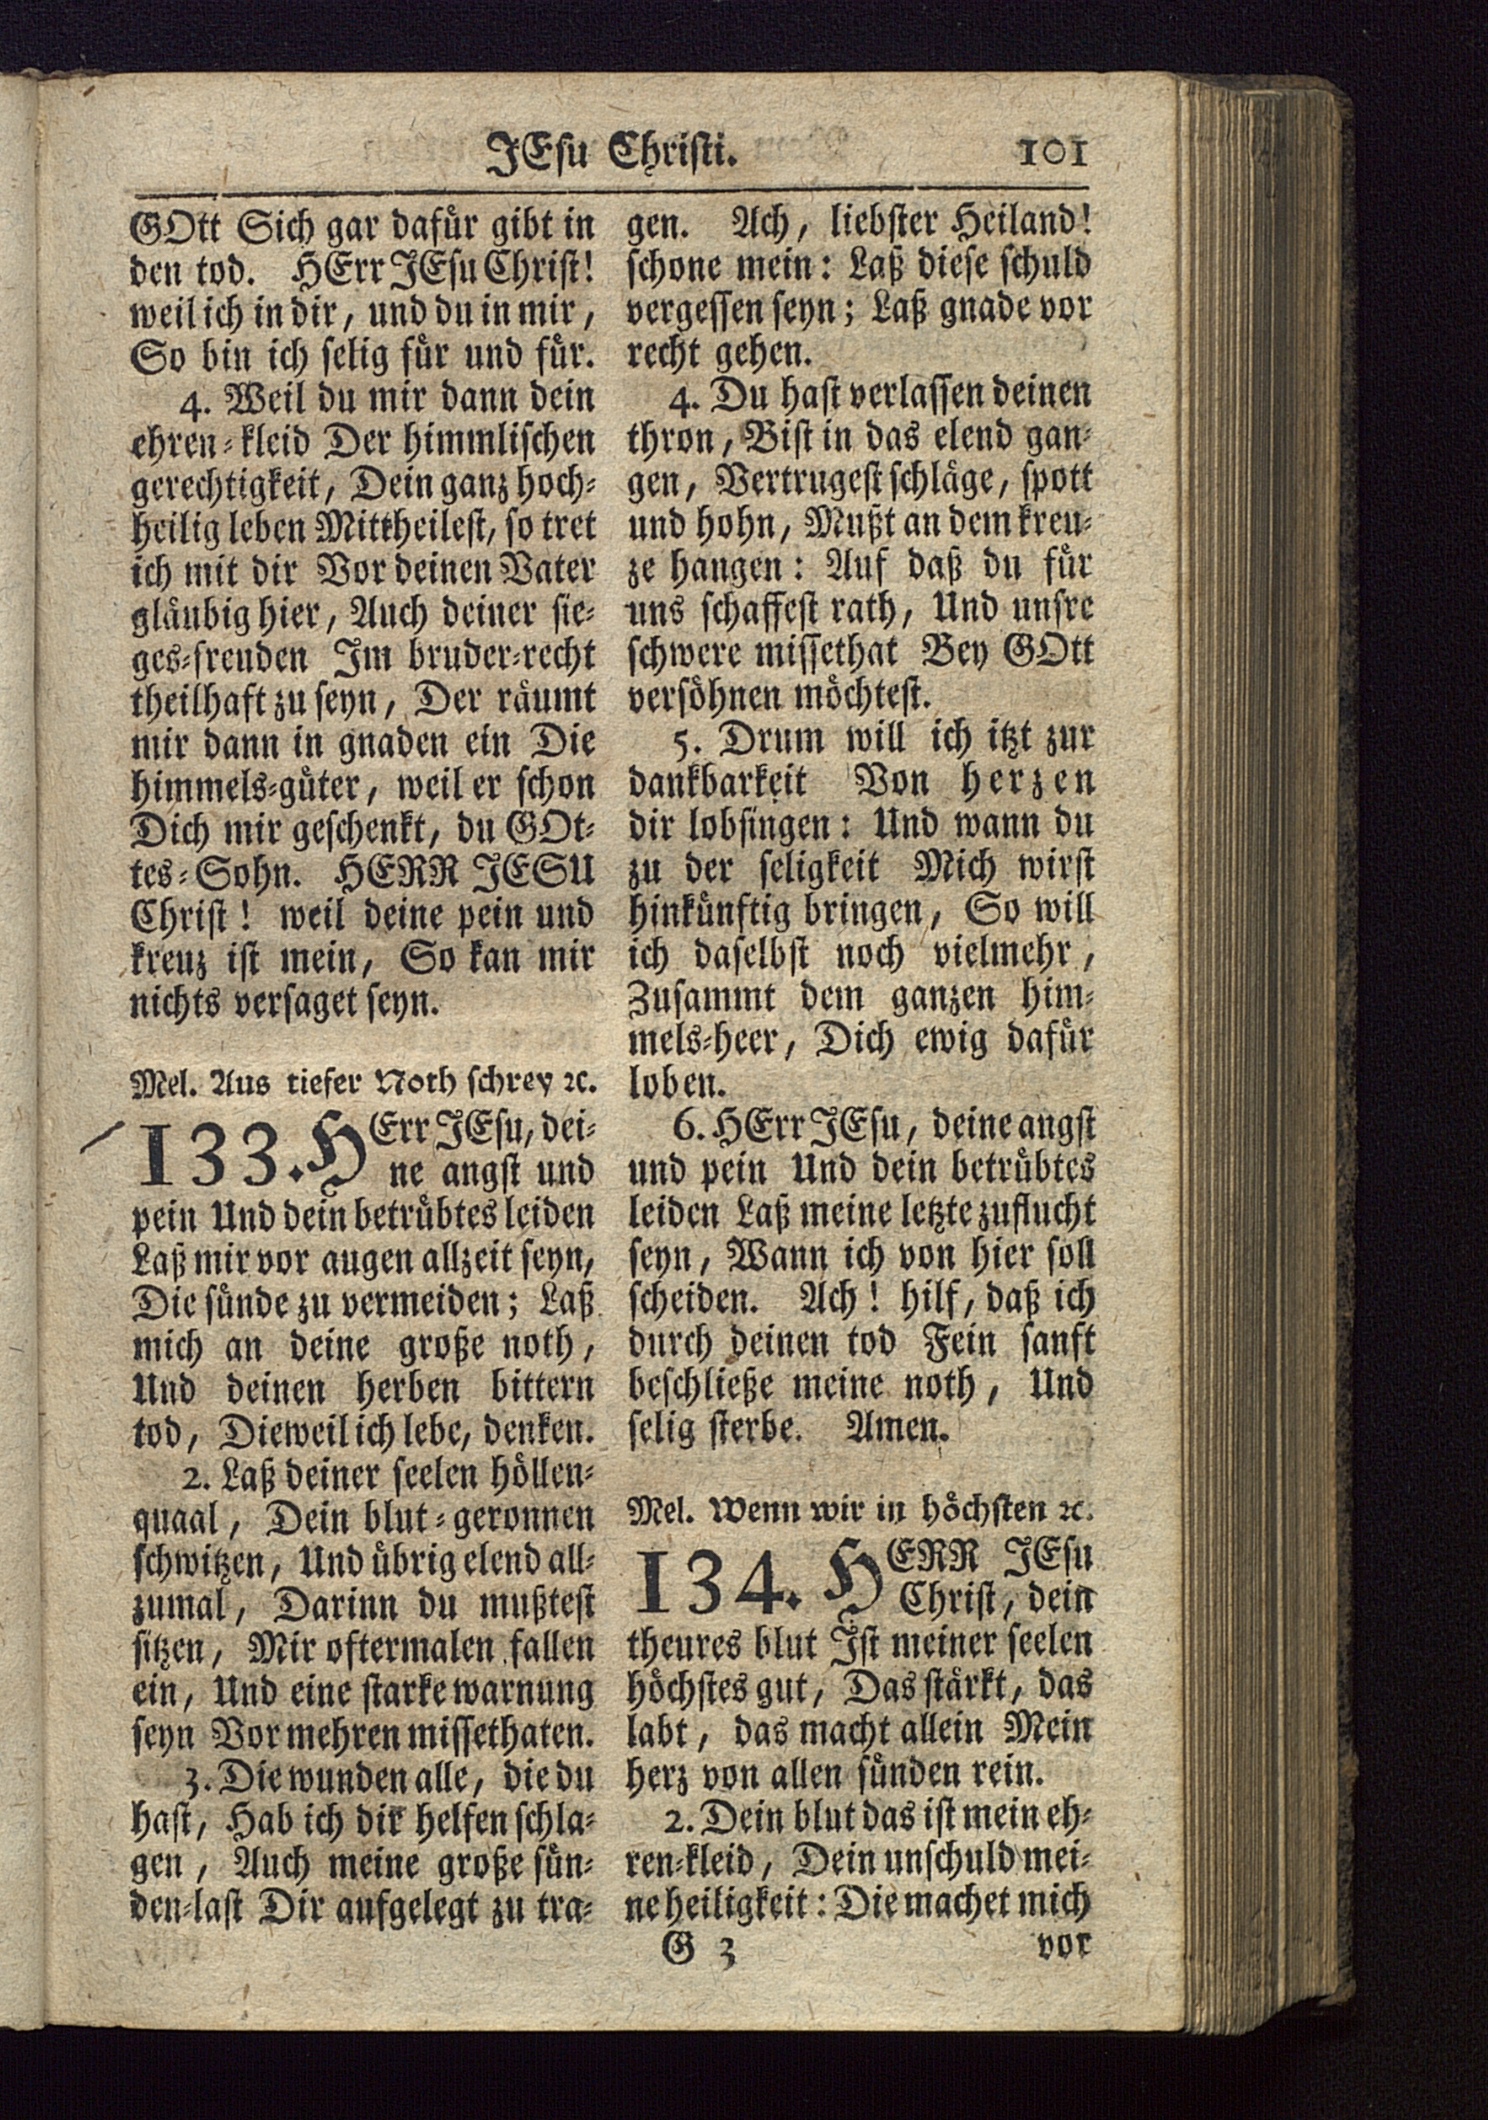 JEsu Christi. 101
GOtt Sich gar dafür gibt in
den tod. HErr JEsu Christ!
weil ich in dir, und du in mir,
So bin ich selig für und für.
4. Weil du mir dann dein
ehren-kleid Der himmlischen
gerechtigkeit, Dein ganz hoch-
heilig leben Mittheilest, so tret
ich mit dir Vor deinen Vater
gläubig hier, Auch deiner sie-
ges-freuden Im bruder-recht
theilhaft zu seyn, Der räumt
mir dann in gnaden ein Die
himmels-güter, weil er schon
Dich mir geschenkt, du GOt-
tes-Sohn. HERR JESU
Christ! weil deine pein und
kreuz ist mein, So kan mir
nichts versaget seyn.
Mel. Aus tiefer Noth schrey ꝛc.
133. HErr JEsu, dei-
ne angst und
pein Und dein betrübtes leiden
Laß mir vor augen allzeit seyn,
Die sünde zu vermeiden; Laß
mich an deine große noth,
Und deinen herben bittern
tod, Dieweil ich lebe, denken.
2. Laß deiner seelen höllen-
quaal, Dein blut-geronnen
schwitzen, Und übrig elend all-
zumal, Darinn du mußtest
sitzen, Mir oftermalen fallen
ein, Und eine starke warnung
seyn Vor mehren missethaten.
3. Die wunden alle, die du
hast, Hab ich dir helfen schla-
gen, Auch meine große sün-
den-last Dir aufgelegt zu tra-
gen. Ach, liebster Heiland!
schone mein: Laß diese schuld
vergessen seyn; Laß gnade vor
recht gehen.
4. Du hast verlassen deinen
thron, Bist in das elend gan-
gen, Vertrugest schläge, spott
und hohn, Mußt an dem kreu-
ze hangen: Auf daß du für
uns schaffest rath, Und unsre
schwere missethat Bey GOtt
versöhnen möchtest.
5. Drum will ich itzt zur
dankbarkeit Von herzen
dir lobsingen: Und wann du
zu der seligkeit Mich wirst
hinkünftig bringen, So will
ich daselbst noch vielmehr,
Zusammt dem ganzen him-
mels-heer, Dich ewig dafür
loben.
6. HErr JEsu, deine angst
und pein Und dein betrübtes
leiden Laß meine letzte zuflucht
seyn, Wann ich von hier soll
scheiden. Ach! hilf, daß ich
durch deinen tod Fein sanft
beschließe meine noth, Und
selig sterbe. Amen.
Mel. Wenn wir in höchsten ꝛc.
134. HERR JEsu
Christ, dein
theures blut Ist meiner seelen
höchstes gut, Das stärkt, das
labt, das macht allein Mein
herz von allen sünden rein.
2. Dein blut das ist mein eh-
ren-kleid, Dein unschuld mei-
ne heiligkeit: Die machet mich
G 3 vor